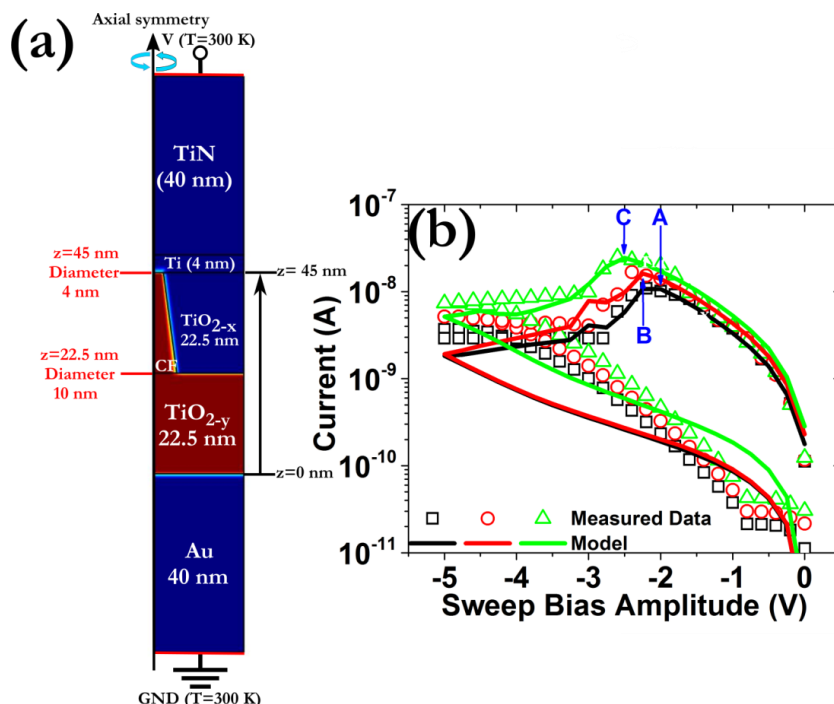 (a)
Axial symmetry
V (T=300 K)
TiN
(40 nm)
z=45 nm
Diameter
4 nm
Ti (4 nm)
z= 45 nm
TiO2-x
22.5 nm
z=22.5 nm
Diameter
10 nm
CF
TiO2-y
22.5 nm
z=0 nm
Au
40 nm
GND (T=300 K)
(b)
10^-7
10^-8
10^-9
10^-10
10^-11
Current (A)
C
A
B
Measured Data
Model
-5 -4 -3 -2 -1 0
Sweep Bias Amplitude (V)